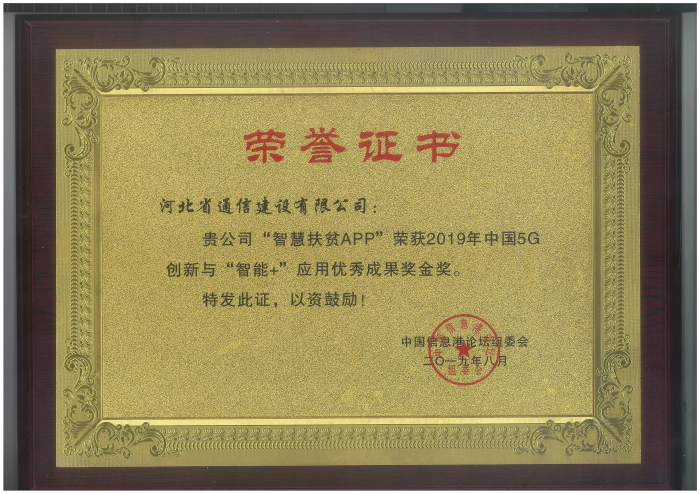 荣誉证书
河北省通信建设有限公司：
贵公司“智慧扶贫APP”荣获2019年中国5G
创新与“智能+”应用优秀成果奖金奖。
特发此证，以资鼓励！
中国信息港论坛组委会
二〇一九年八月
组委会